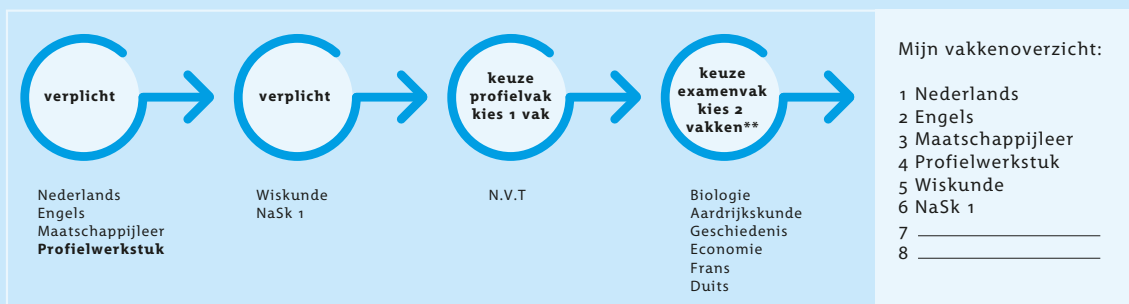 verplicht
Nederlands
Engels
Maatschappijleer
Profielwerkstuk
verplicht
Wiskunde
NaSk 1
keuze
profielvak
kies 1 vak
N.V.T
keuze
examenvak
kies 2
vakken**
Biologie
Aardrijkskunde
Geschiedenis
Economie
Frans
Duits
Mijn vakkenoverzicht:
1 Nederlands
2 Engels
3 Maatschappijleer
4 Profielwerkstuk
5 Wiskunde
6 NaSk 1
7
8